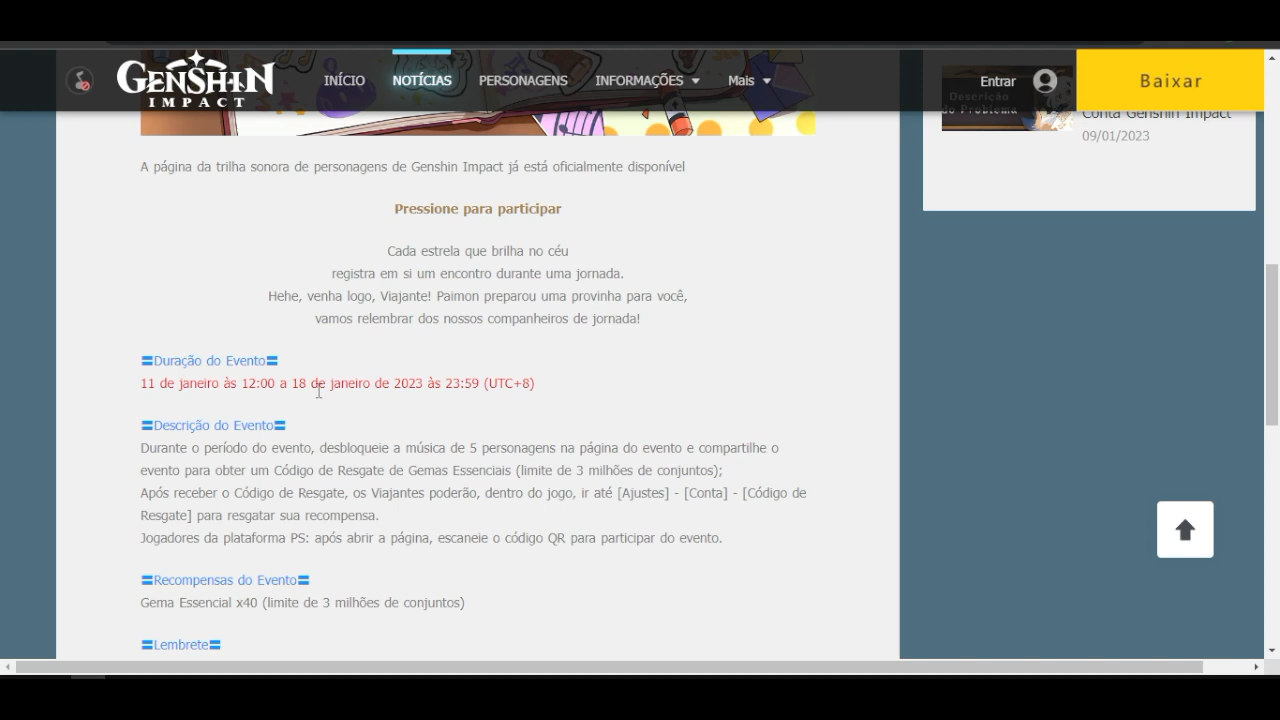 GENSHIN
IMPACT
INÍCIO
NOTÍCIAS
PERSONAGENS
INFORMAÇÕES
Mais
Entrar
Baixar
Descrição
do Problema
Conta Genshin Impact
09/01/2023
A página da trilha sonora de personagens de Genshin Impact já está oficialmente disponível
Pressione para participar
Cada estrela que brilha no céu
registra em si um encontro durante uma jornada.
Hehe, venha logo, Viajante! Paimon preparou uma provinha para você,
vamos relembrar dos nossos companheiros de jornada!
〓Duração do Evento〓
11 de janeiro às 12:00 a 18 de janeiro de 2023 às 23:59 (UTC+8)
〓Descrição do Evento〓
Durante o período do evento, desbloqueie a música de 5 personagens na página do evento e compartilhe o
evento para obter um Código de Resgate de Gemas Essenciais (limite de 3 milhões de conjuntos);
Após receber o Código de Resgate, os Viajantes poderão, dentro do jogo, ir até [Ajustes] - [Conta] - [Código de
Resgate] para resgatar sua recompensa.
Jogadores da plataforma PS: após abrir a página, escaneie o código QR para participar do evento.
〓Recompensas do Evento〓
Gema Essencial x40 (limite de 3 milhões de conjuntos)
〓Lembrete〓